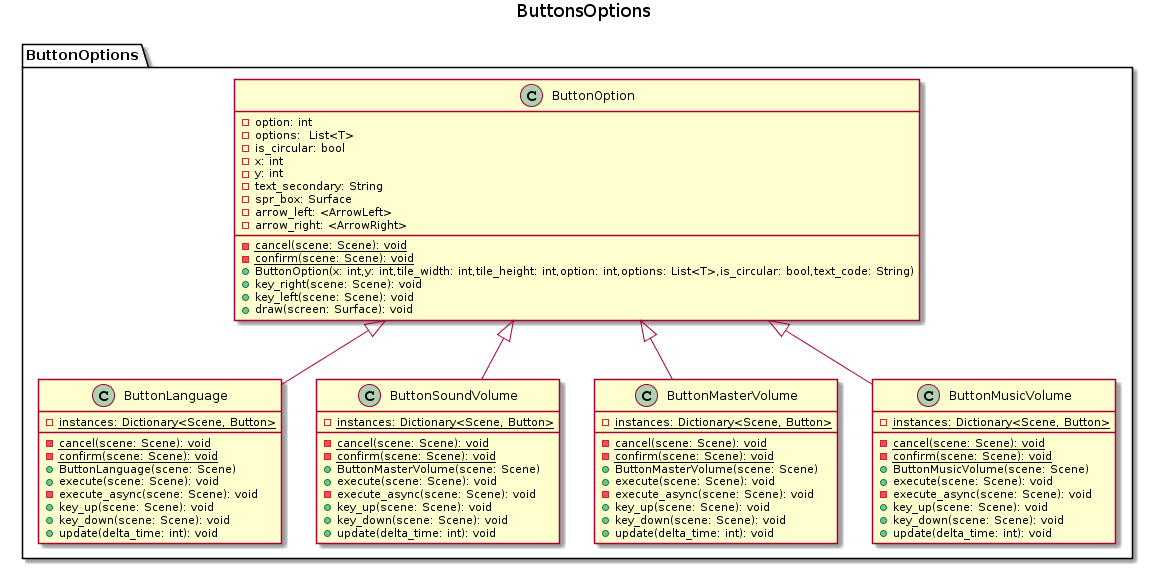 ButtonsOptions
ButtonOptions
C ButtonOption
option: int
options:  List<T>
is_circular: bool
x: int
y: int
text_secondary: String
spr_box: Surface
arrow_left: <ArrowLeft>
arrow_right: <ArrowRight>
cancel(scene: Scene): void
confirm(scene: Scene): void
ButtonOption(x: int,y: int,tile_width: int,tile_height: int,option: int,options: List<T>,is_circular: bool,text_code: String)
key_right(scene: Scene): void
key_left(scene: Scene): void
draw(screen: Surface): void
C ButtonLanguage
instances: Dictionary<Scene, Button>
cancel(scene: Scene): void
confirm(scene: Scene): void
ButtonLanguage(scene: Scene)
execute(scene: Scene): void
execute_async(scene: Scene): void
key_up(scene: Scene): void
key_down(scene: Scene): void
update(delta_time: int): void
C ButtonSoundVolume
instances: Dictionary<Scene, Button>
cancel(scene: Scene): void
confirm(scene: Scene): void
ButtonMasterVolume(scene: Scene)
execute(scene: Scene): void
execute_async(scene: Scene): void
key_up(scene: Scene): void
key_down(scene: Scene): void
update(delta_time: int): void
C ButtonMasterVolume
instances: Dictionary<Scene, Button>
cancel(scene: Scene): void
confirm(scene: Scene): void
ButtonMasterVolume(scene: Scene)
execute(scene: Scene): void
execute_async(scene: Scene): void
key_up(scene: Scene): void
key_down(scene: Scene): void
update(delta_time: int): void
C ButtonMusicVolume
instances: Dictionary<Scene, Button>
cancel(scene: Scene): void
confirm(scene: Scene): void
ButtonMusicVolume(scene: Scene)
execute(scene: Scene): void
execute_async(scene: Scene): void
key_up(scene: Scene): void
key_down(scene: Scene): void
update(delta_time: int): void